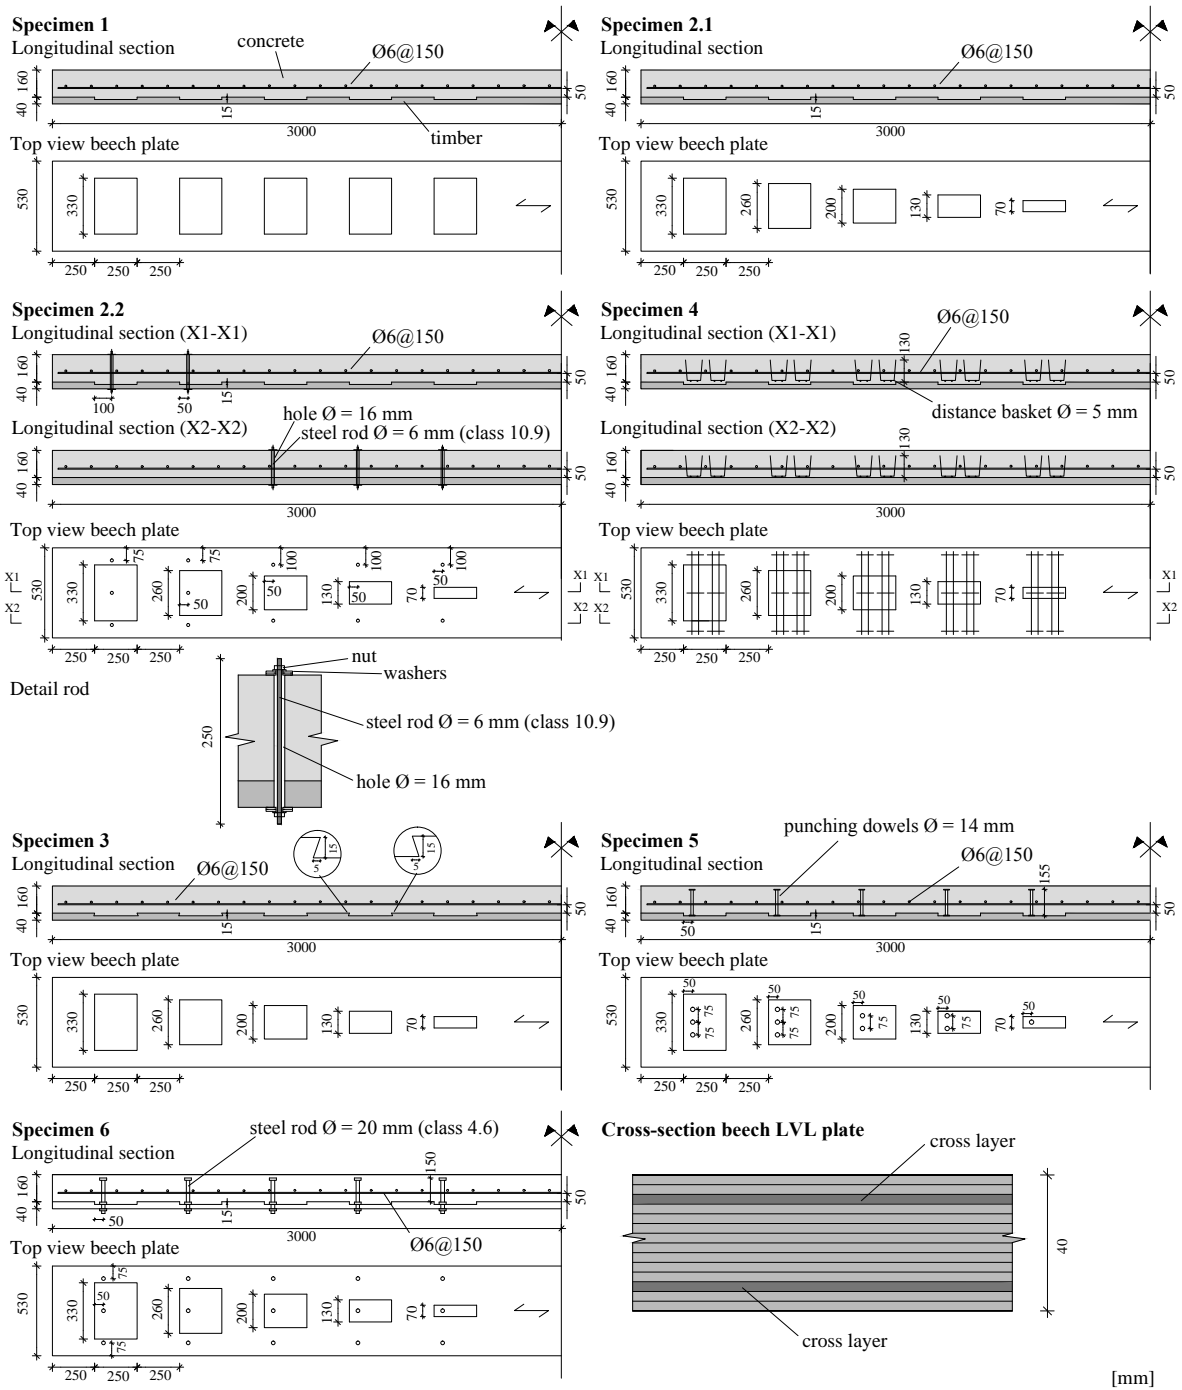 Specimen 1
Longitudinal section
concrete
Ø6@150
160
40
50
15
3000
timber
Top view beech plate
530
330
250
250
250
Specimen 2.1
Longitudinal section
Ø6@150
160
40
50
15
3000
Top view beech plate
530
330
260
200
130
70
250
250
250
Specimen 2.2
Longitudinal section (X1-X1)
Ø6@150
160
40
50
100
50
15
hole Ø = 16 mm
steel rod Ø = 6 mm (class 10.9)
Longitudinal section (X2-X2)
160
40
50
3000
Top view beech plate
75
75
100
100
100
X1
X2
530
330
260
50
200
50
130
50
70
50
X1
X2
250
250
250
Detail rod
nut
washers
steel rod Ø = 6 mm (class 10.9)
250
hole Ø = 16 mm
Specimen 4
Longitudinal section (X1-X1)
Ø6@150
130
160
40
50
distance basket Ø = 5 mm
Longitudinal section (X2-X2)
130
160
40
50
3000
Top view beech plate
X1
X2
530
330
260
200
130
70
X1
X2
250
250
250
Specimen 3
Longitudinal section
Ø6@150
15
5
15
5
160
40
50
15
3000
Top view beech plate
530
330
260
200
130
70
250
250
250
Specimen 5
punching dowels Ø = 14 mm
Longitudinal section
Ø6@150
155
160
40
50
50
15
3000
Top view beech plate
50
50
50
50
50
530
330
75
75
260
75
75
200
75
130
75
70
250
250
250
Specimen 6
steel rod Ø = 20 mm (class 4.6)
Longitudinal section
150
160
40
50
50
15
3000
Ø6@150
Top view beech plate
75
530
330
50
260
200
130
70
75
250
250
250
Cross-section beech LVL plate
cross layer
40
cross layer
[mm]